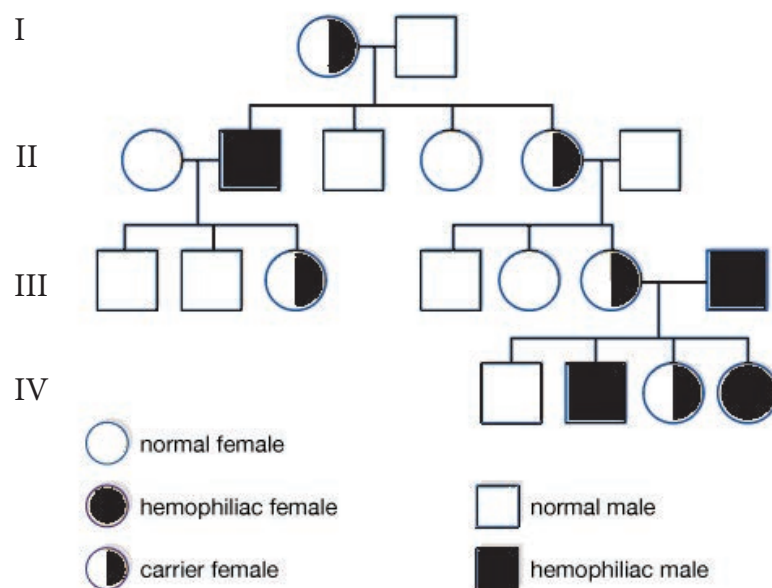 I
II
III
IV
normal female
hemophiliac female
normal male
carrier female
hemophiliac male